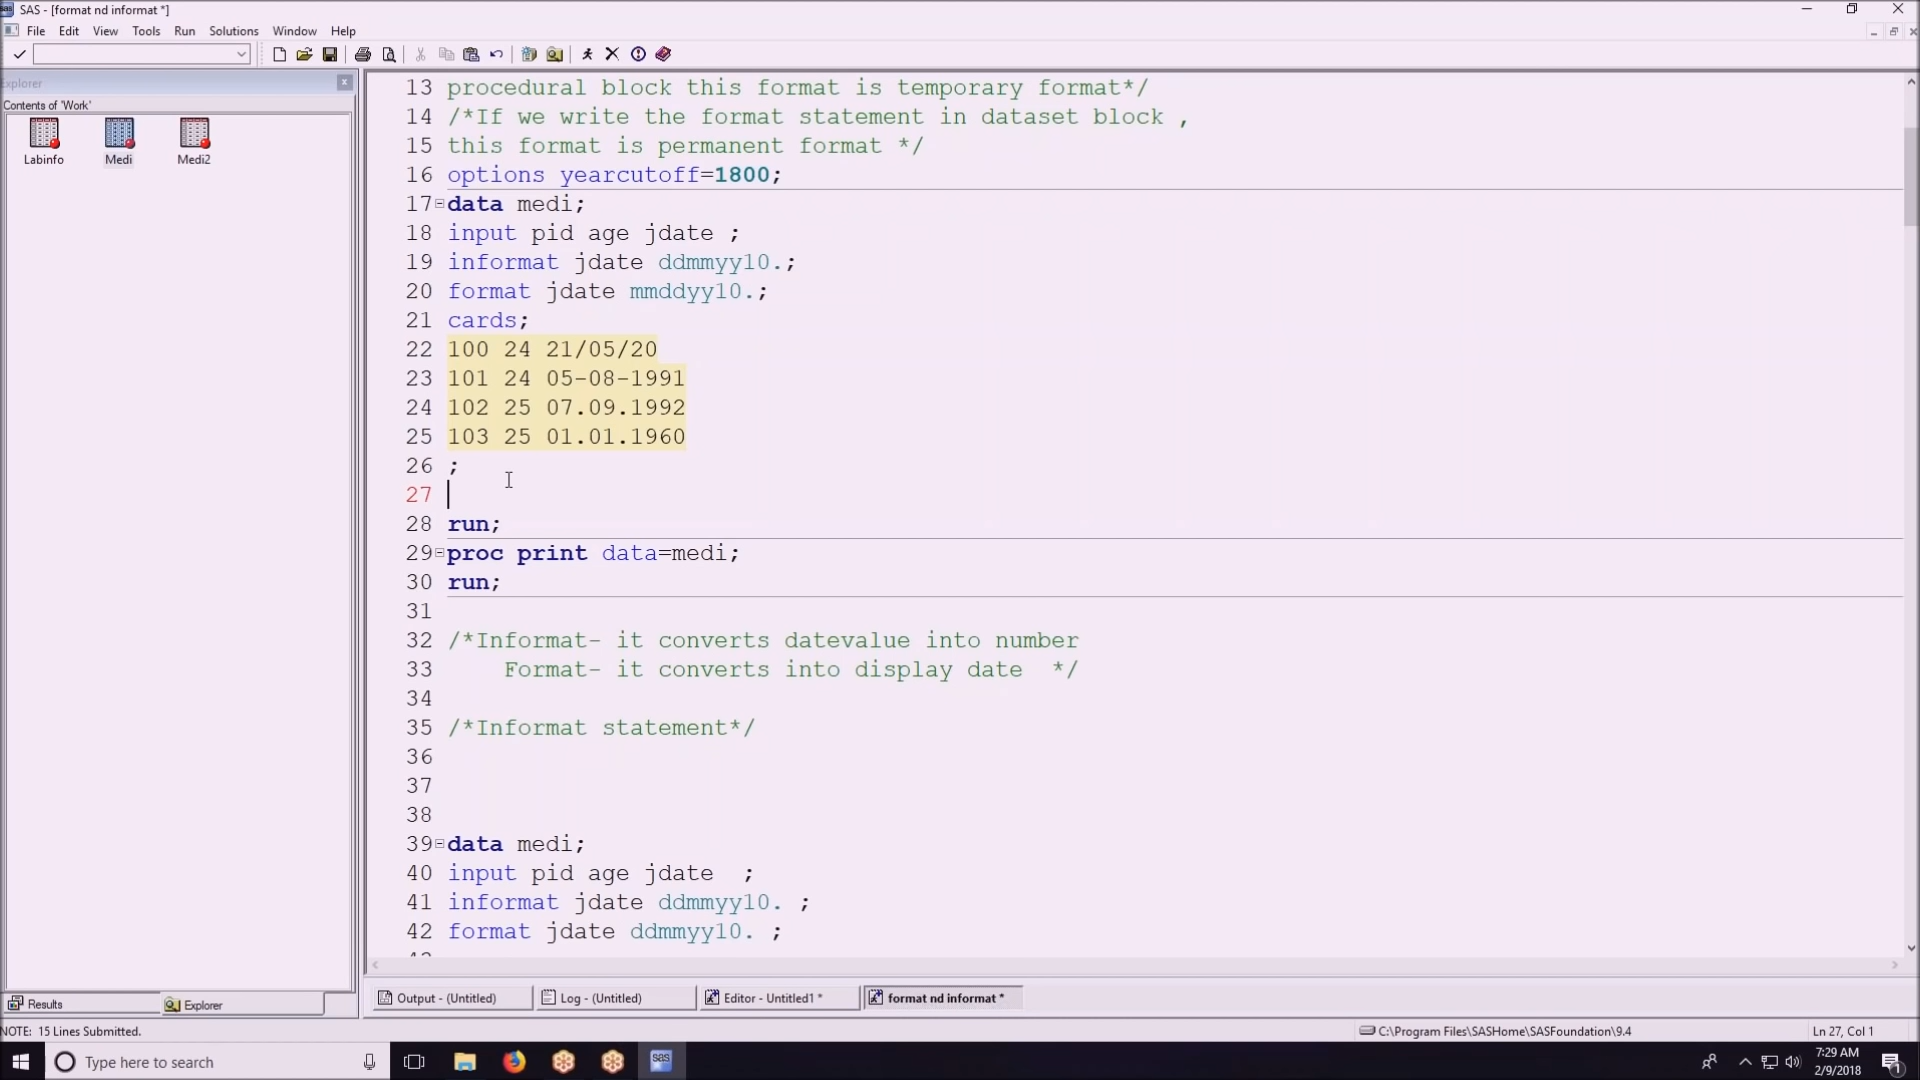 SAS - [format nd informat *]
File Edit View Tools Run Solutions Window Help
Explorer
Contents of 'Work'
Labinfo Medi Medi2
13 procedural block this format is temporary format*/
14 /*If we write the format statement in dataset block ,
15 this format is permanent format */
16 options yearcutoff=1800;
17 data medi;
18 input pid age jdate ;
19 informat jdate ddmmyy10.;
20 format jdate mmddyy10.;
21 cards;
22 100 24 21/05/20
23 101 24 05-08-1991
24 102 25 07.09.1992
25 103 25 01.01.1960
26 ;
27
28 run;
29 proc print data=medi;
30 run;
31
32 /*Informat- it converts datevalue into number
33 Format- it converts into display date */
34
35 /*Informat statement*/
36
37
38
39 data medi;
40 input pid age jdate ;
41 informat jdate ddmmyy10. ;
42 format jdate ddmmyy10. ;
Results Explorer
Output - (Untitled) Log - (Untitled) Editor - Untitled1 * format nd informat *
NOTE: 15 Lines Submitted.
C:\Program Files\SASHome\SASFoundation\9.4
Ln 27, Col 1
Type here to search
sas
7:29 AM
2/9/2018
1